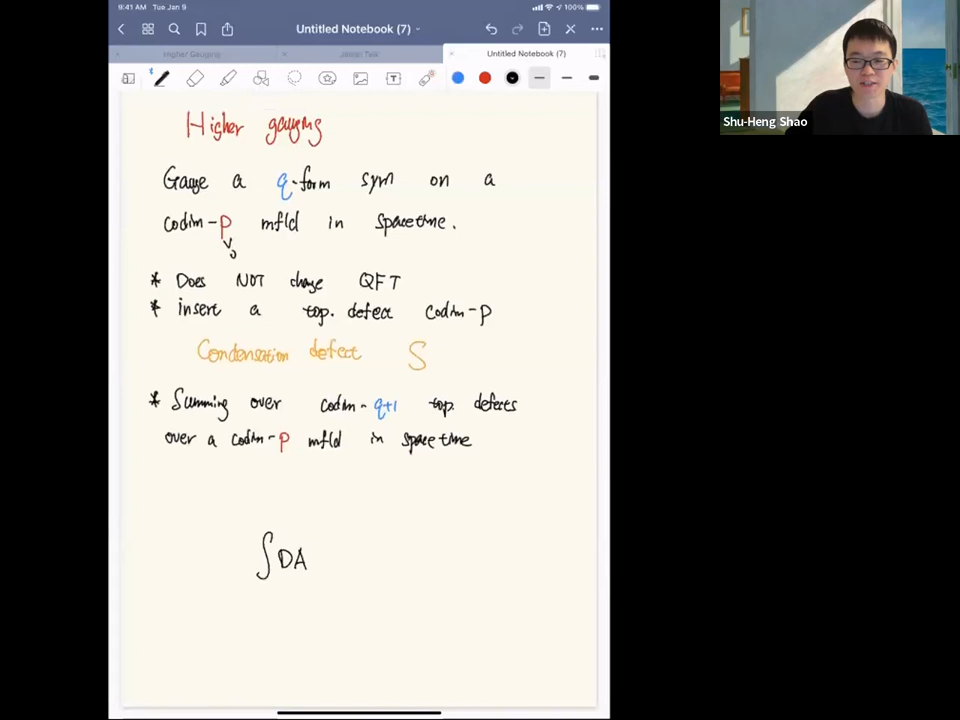 9:41 AM Tue Jan 9
100%
Untitled Notebook (7)
Higher Gauging
Untitled Notebook (7)
Shu-Heng Shao
Higher gauging
Gauge a q-form sym on a
codim-p mfld in spacetime.
* Does NOT change QFT
* insert a top. defect codim-p
Condensation defect S
* Summing over codim-q+1 top. defects
over a codim-p mfld in spacetime
∫DA